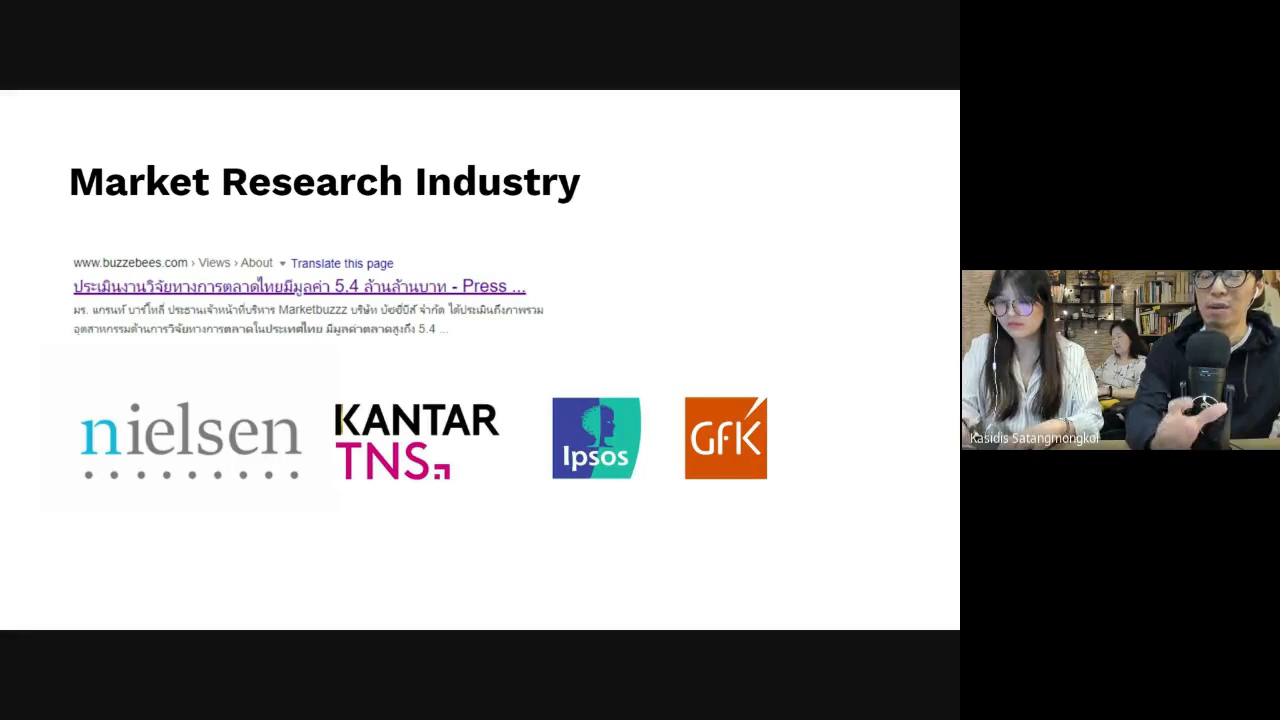 Market Research Industry
www.buzzebees.com › Views › About ▾ Translate this page
ประเมินงานวิจัยทางการตลาดไทยมีมูลค่า 5.4 ล้านล้านบาท - Press ...
มร. แกรนท์ บาร์โทลี่ ประธานเจ้าหน้าที่บริหาร Marketbuzzz บริษัท บัซซี่บีส์ จำกัด ได้ประเมินถึงภาพรวม
อุตสาหกรรมด้านการวิจัยทางการตลาดในประเทศไทย มีมูลค่าตลาดสูงถึง 5.4 ...
nielsen
KANTAR
TNS
Ipsos
GfK
Kasidis Satangmongkol